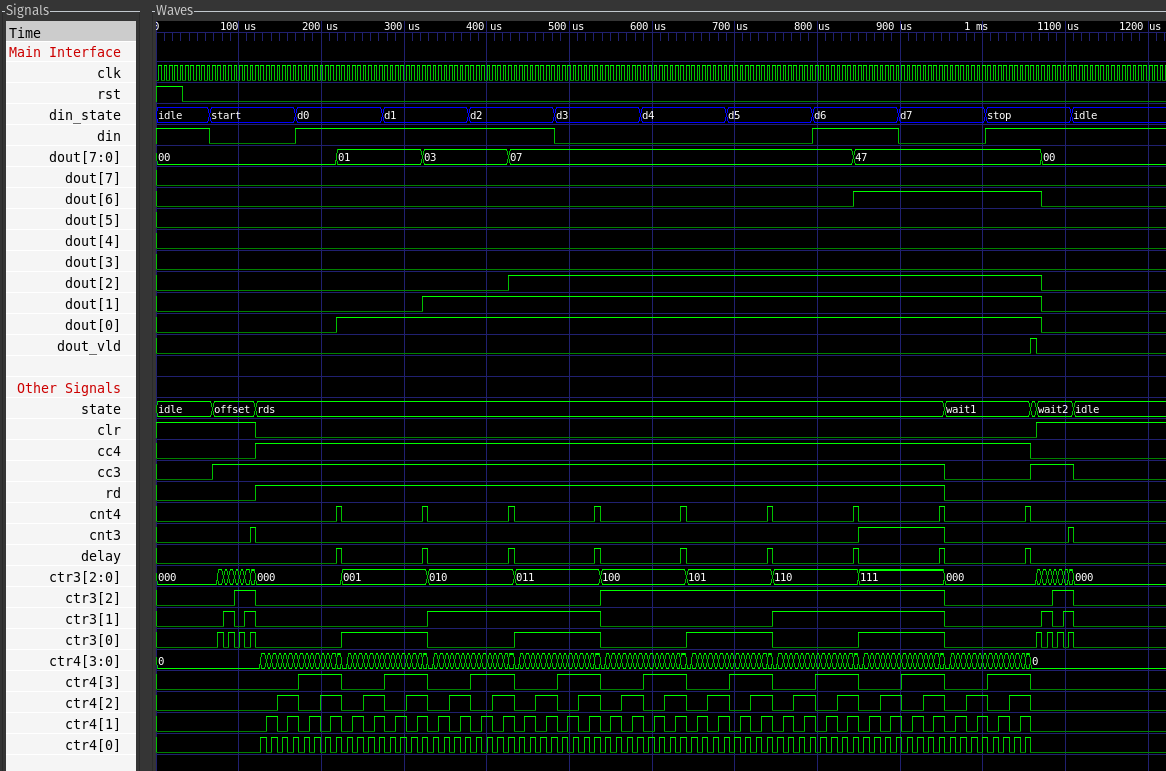 Signals
Waves
Time
0 100 us 200 us 300 us 400 us 500 us 600 us 700 us 800 us 900 us 1 ms 1100 us 1200 us
Main Interface
clk
rst
din_state idle start d0 d1 d2 d3 d4 d5 d6 d7 stop idle
din
dout[7:0] 00 01 03 07 47 00
dout[7]
dout[6]
dout[5]
dout[4]
dout[3]
dout[2]
dout[1]
dout[0]
dout_vld
Other Signals
state idle offset rds wait1 wait2 idle
clr
cc4
cc3
rd
cnt4
cnt3
delay
ctr3[2:0] 000 000 001 010 011 100 101 110 111 000 000
ctr3[2]
ctr3[1]
ctr3[0]
ctr4[3:0] 0 0
ctr4[3]
ctr4[2]
ctr4[1]
ctr4[0]